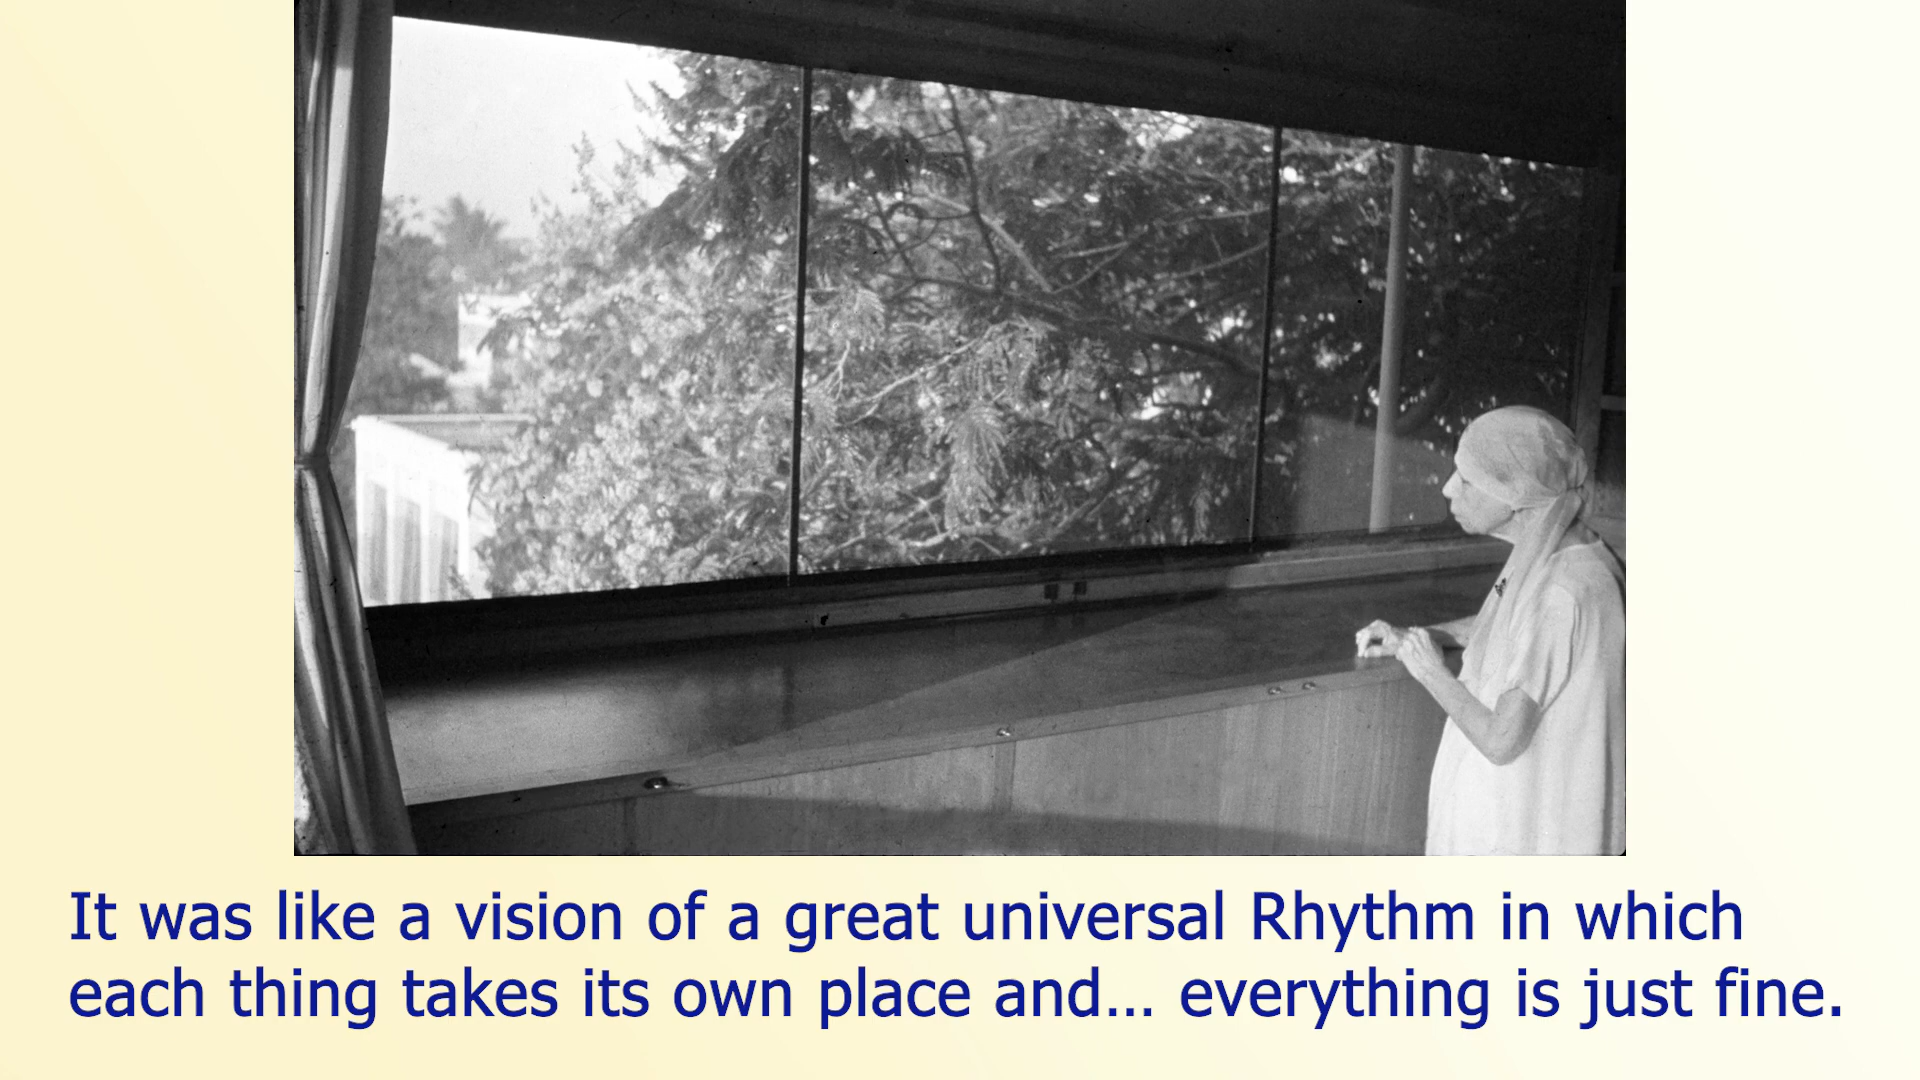 It was like a vision of a great universal Rhythm in which
each thing takes its own place and... everything is just fine.